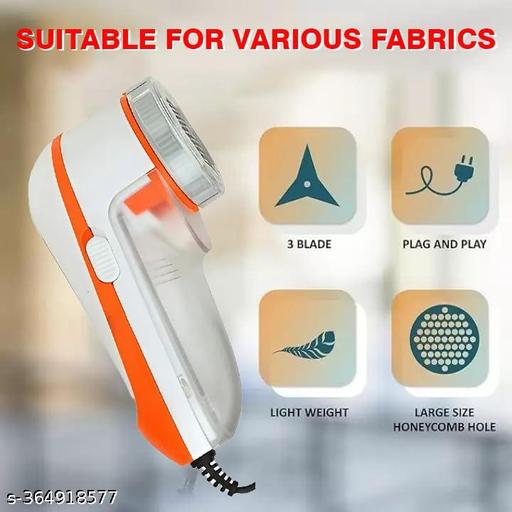 SUITABLE FOR VARIOUS FABRICS
3 BLADE
PLAG AND PLAY
LIGHT WEIGHT
LARGE SIZE
HONEYCOMB HOLE
s-364918577